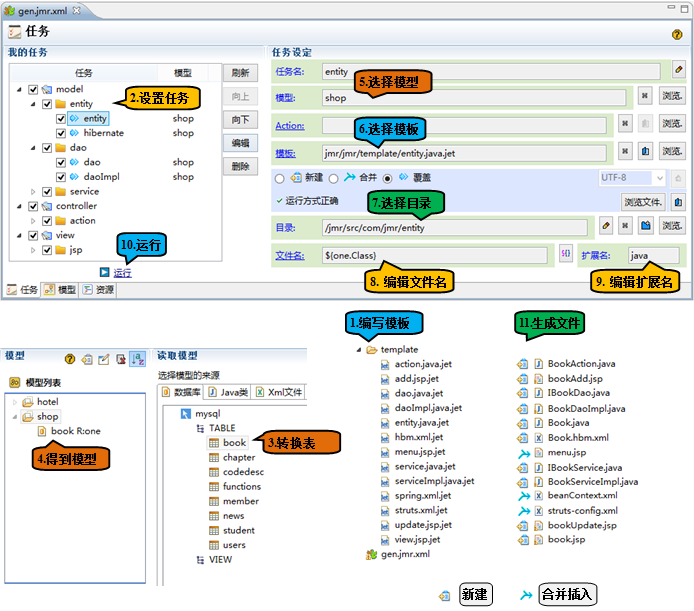 gen.jmr.xml
任务
我的任务
任务 模型
刷新
向上
向下
编辑
删除
model
entity
2.设置任务
entity shop
hibernate shop
dao
dao shop
daoImpl shop
service
controller
action
view
jsp
10.运行
运行
任务 模型 资源
任务设定
任务名: entity
5.选择模型
模型: shop 浏览.
6.选择模板
Action: 浏览.
模板: jmr/jmr/template/entity.java.jet 浏览.
新建 合并 覆盖 UTF-8
运行方式正确 浏览文件.
7.选择目录
目录: /jmr/src/com/jmr/entity 浏览.
文件名: ${one.Class} 扩展名: java
8. 编辑文件名
9. 编辑扩展名
模型
模型列表
hotel
shop
book R:one
4.得到模型
读取模型
选择模型的来源
数据库 Java类 Xml文件
mysql
TABLE
book
3.转换表
chapter
codedesc
functions
member
news
student
users
VIEW
1.编写模板
template
action.java.jet
add.jsp.jet
dao.java.jet
daoImpl.java.jet
entity.java.jet
hbm.xml.jet
menu.jsp.jet
service.java.jet
serviceImpl.java.jet
spring.xml.jet
struts.xml.jet
update.jsp.jet
view.jsp.jet
gen.jmr.xml
11.生成文件
BookAction.java
bookAdd.jsp
IBookDao.java
BookDaoImpl.java
Book.java
Book.hbm.xml
menu.jsp
IBookService.java
BookServiceImpl.java
beanContext.xml
struts-config.xml
bookUpdate.jsp
book.jsp
新建
合并插入